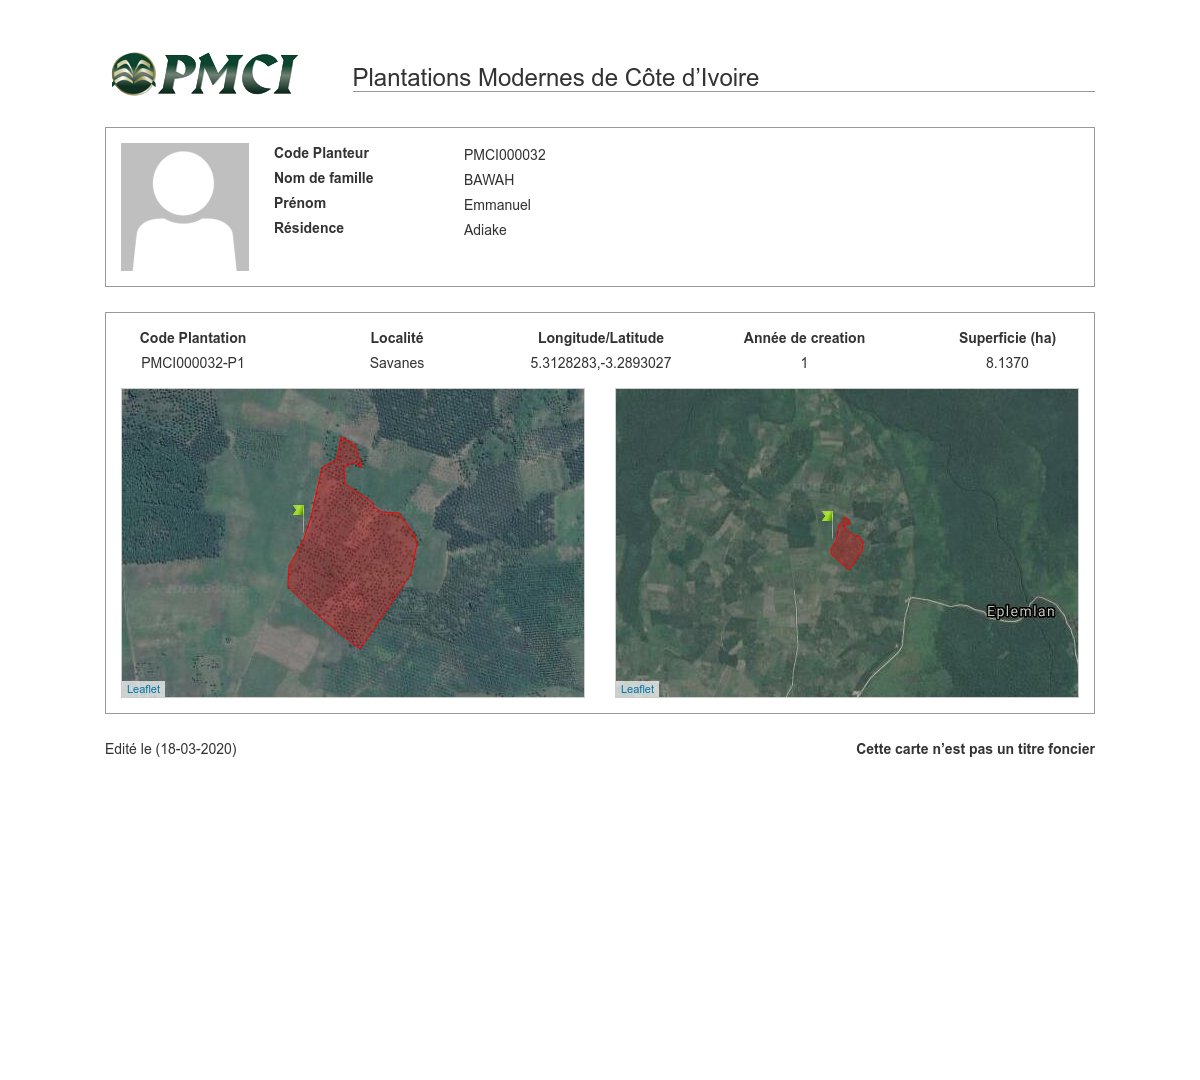 PMCI
Plantations Modernes de Côte d’Ivoire
Code Planteur PMCI000032
Nom de famille BAWAH
Prénom Emmanuel
Résidence Adiake
Code Plantation Localité Longitude/Latitude Année de creation Superficie (ha)
PMCI000032-P1 Savanes 5.3128283,-3.2893027 1 8.1370
Eplemlan
Leaflet Leaflet
Edité le (18-03-2020) Cette carte n’est pas un titre foncier